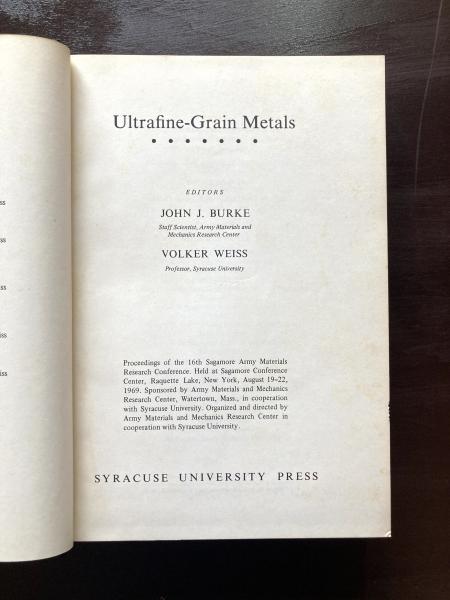 Ultrafine-Grain Metals
EDITORS
JOHN J. BURKE
Staff Scientist, Army Materials and
Mechanics Research Center
VOLKER WEISS
Professor, Syracuse University
Proceedings of the 16th Sagamore Army Materials
Research Conference. Held at Sagamore Conference
Center, Raquette Lake, New York, August 19–22,
1969. Sponsored by Army Materials and Mechanics
Research Center, Watertown, Mass., in cooperation
with Syracuse University. Organized and directed by
Army Materials and Mechanics Research Center in
cooperation with Syracuse University.
SYRACUSE UNIVERSITY PRESS